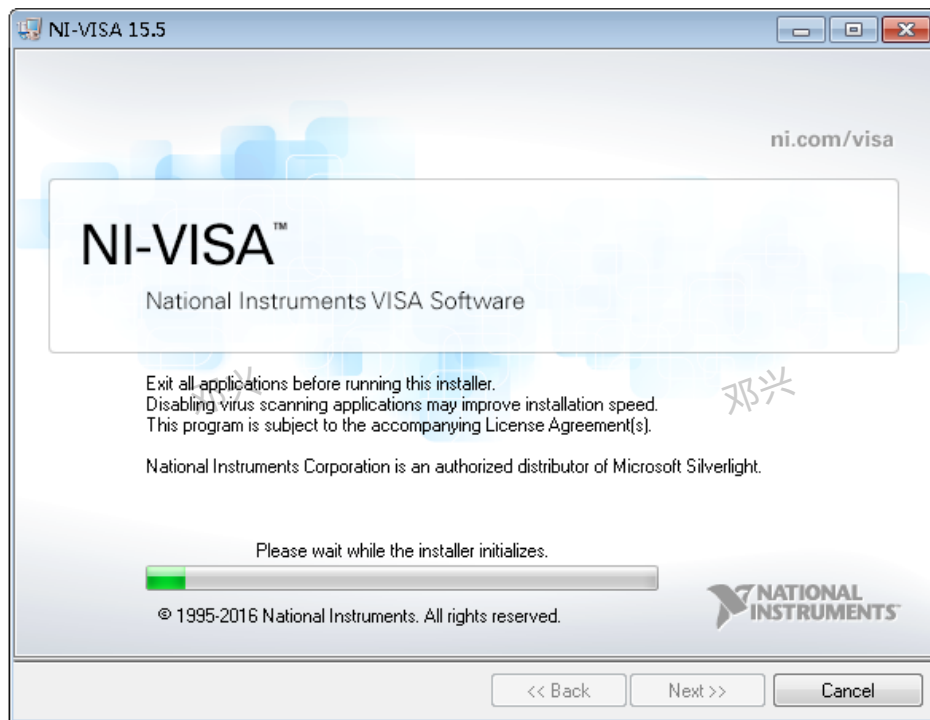 NI-VISA 15.5
ni.com/visa
NI-VISA™
National Instruments VISA Software
Exit all applications before running this installer.
Disabling virus scanning applications may improve installation speed.
This program is subject to the accompanying License Agreement(s).
邓兴
邓兴
National Instruments Corporation is an authorized distributor of Microsoft Silverlight.
Please wait while the installer initializes.
© 1995-2016 National Instruments. All rights reserved.
NATIONAL
INSTRUMENTS™
<< Back
Next >>
Cancel